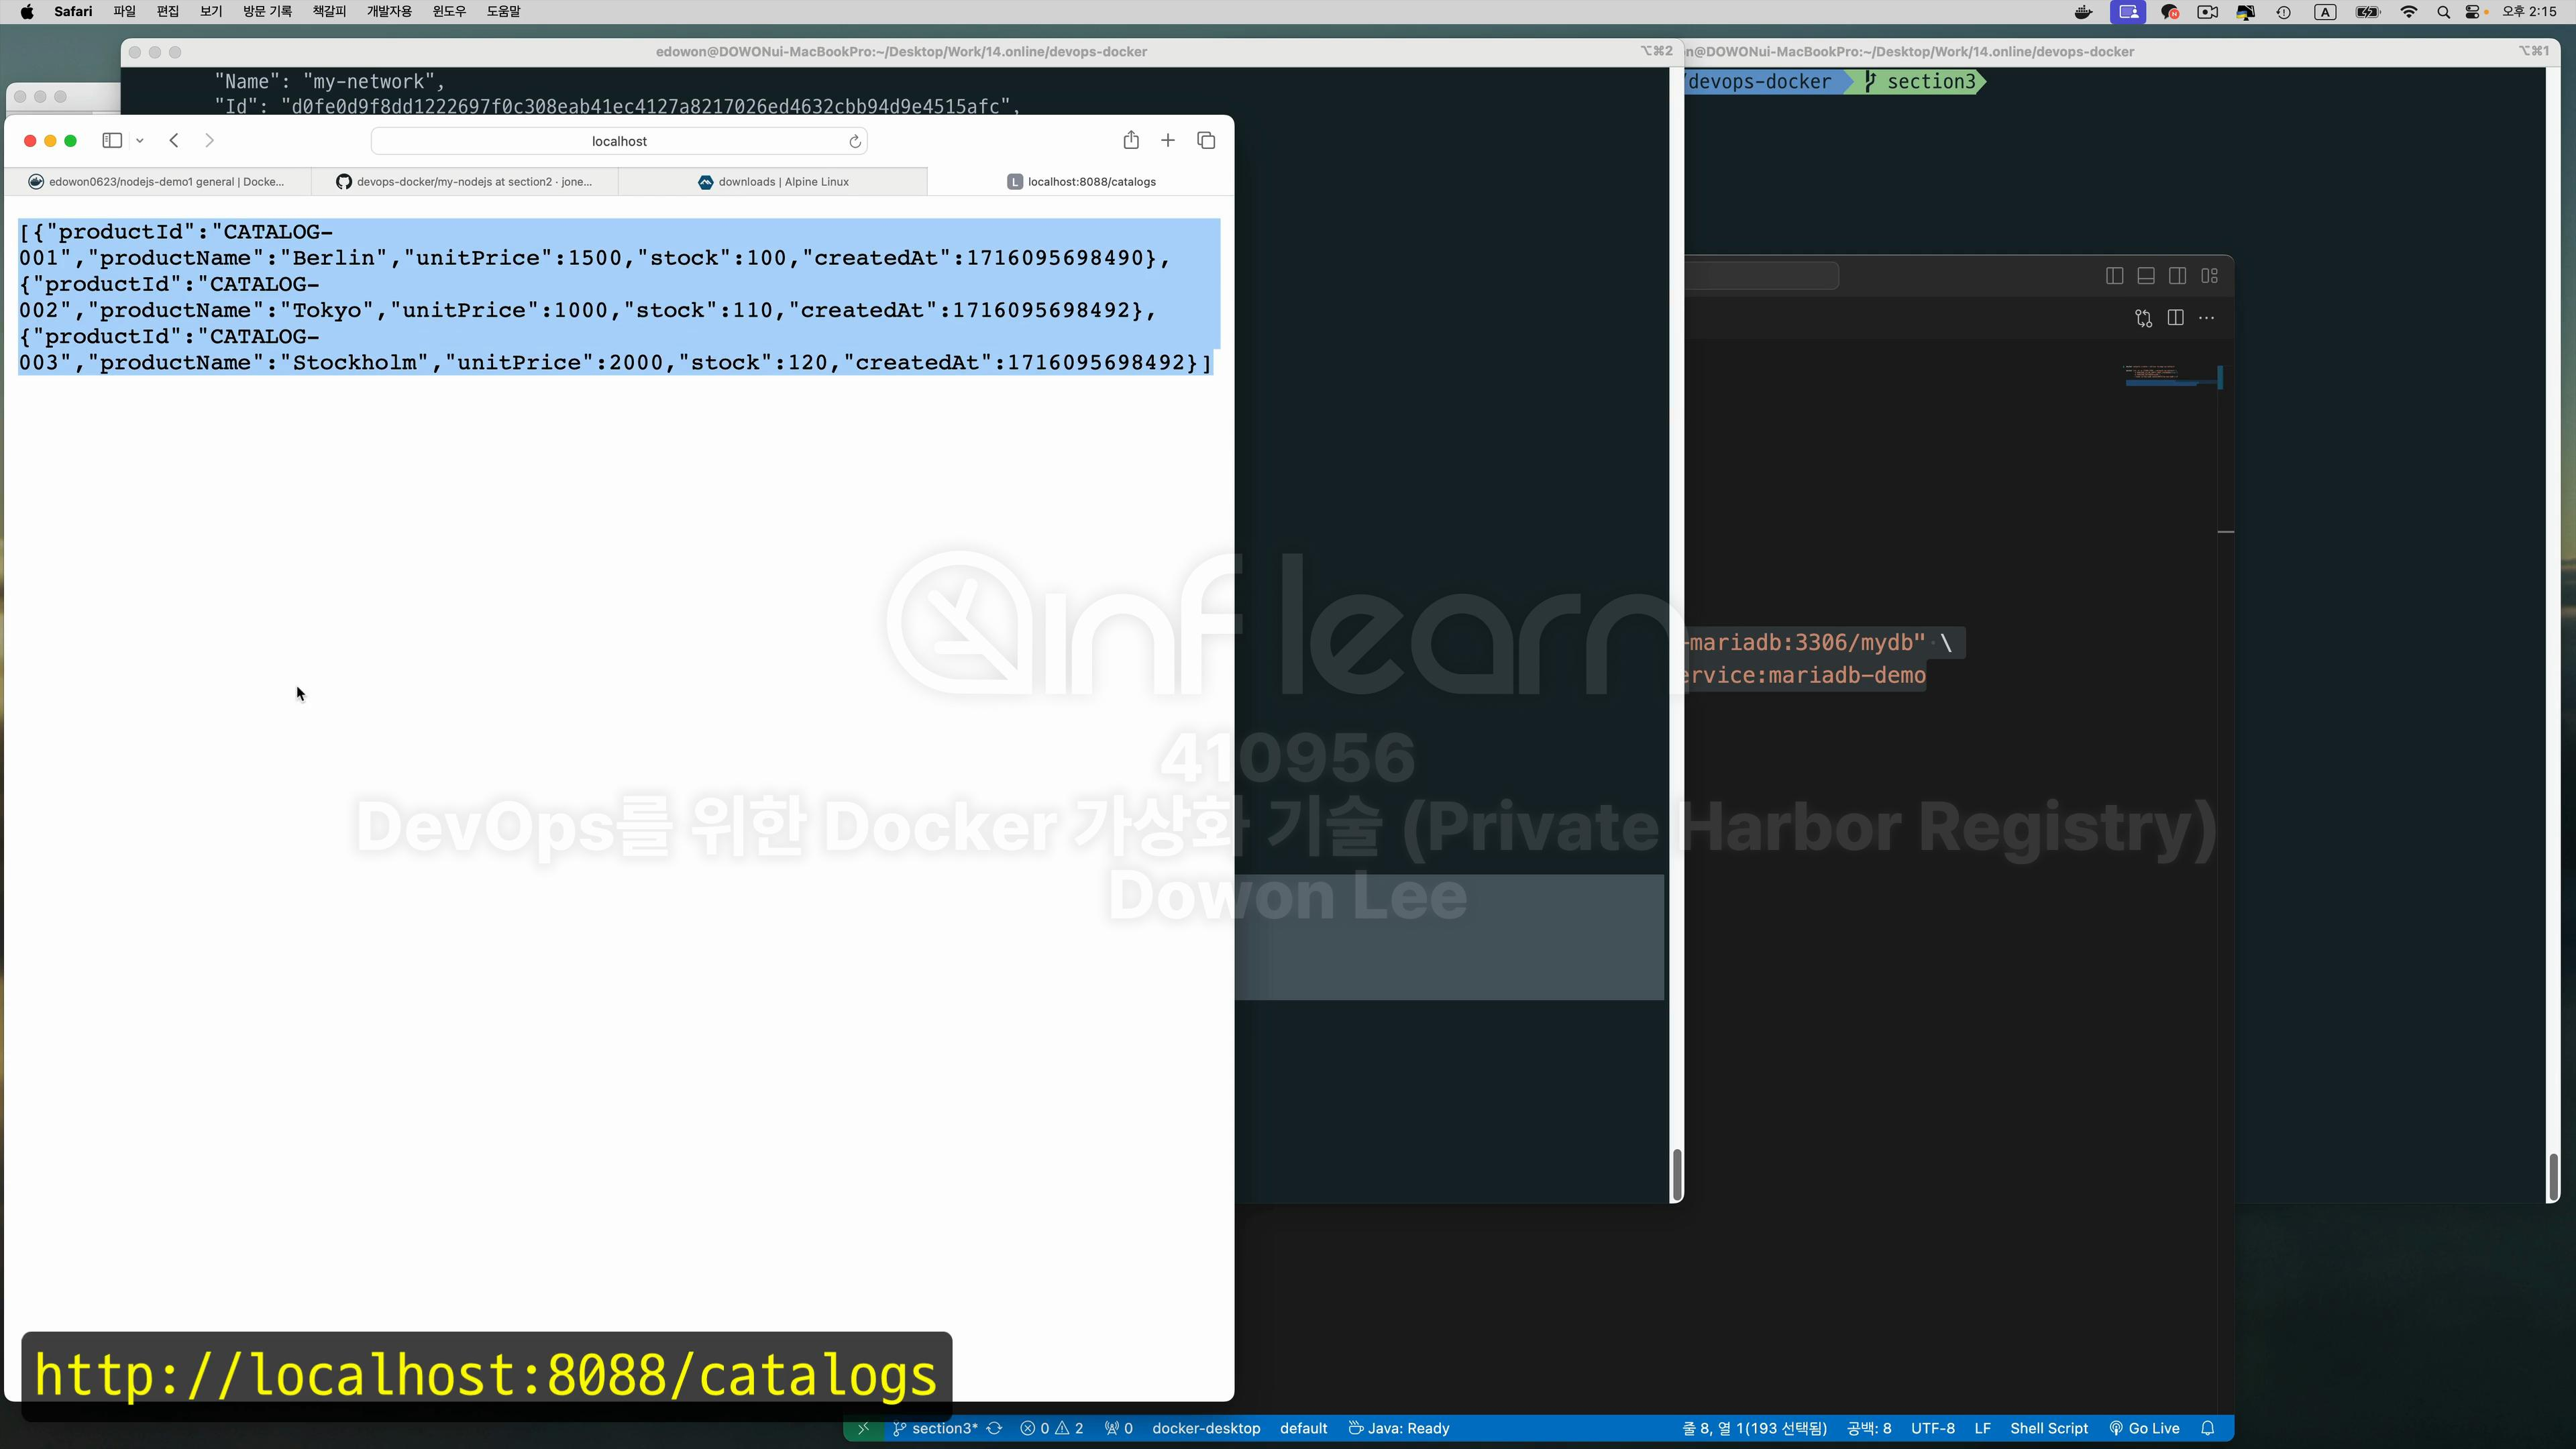 Safari 파일 편집 보기 방문 기록 책갈피 개발자용 윈도우 도움말
A 오후 2:15
edowon@DOWONui-MacBookPro:~/Desktop/Work/14.online/devops-docker ⌥⌘2
n@DOWONui-MacBookPro:~/Desktop/Work/14.online/devops-docker ⌥⌘1
"Name": "my-network",
"Id": "d0fe0d9f8dd1222697f0c308eab41ec4127a8217026ed4632cbb94d9e4515afc",
/devops-docker section3
localhost
edowon0623/nodejs-demo1 general | Docke...
devops-docker/my-nodejs at section2 · jone...
downloads | Alpine Linux
L localhost:8088/catalogs
[{"productId":"CATALOG-
001","productName":"Berlin","unitPrice":1500,"stock":100,"createdAt":1716095698490},
{"productId":"CATALOG-
002","productName":"Tokyo","unitPrice":1000,"stock":110,"createdAt":1716095698492},
{"productId":"CATALOG-
003","productName":"Stockholm","unitPrice":2000,"stock":120,"createdAt":1716095698492}]
-mariadb:3306/mydb" \
ervice:mariadb-demo
inflearn
410956
DevOps를 위한 Docker 가상화 기술 (Private Harbor Registry)
Dowon Lee
http://localhost:8088/catalogs
section3* 0 2 0 docker-desktop default Java: Ready
줄 8, 열 1(193 선택됨) 공백: 8 UTF-8 LF Shell Script Go Live